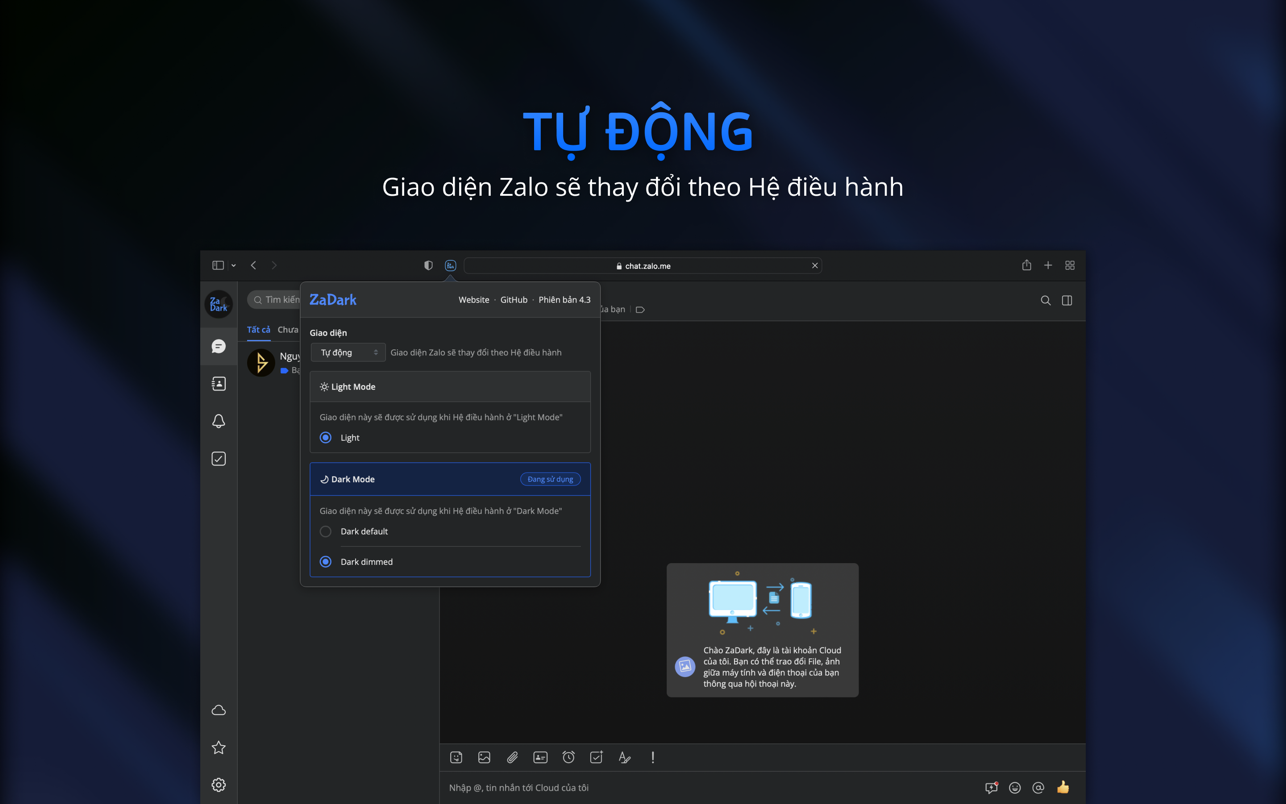 TỰ ĐỘNG
Giao diện Zalo sẽ thay đổi theo Hệ điều hành
chat.zalo.me
Za
Dark
Tìm kiến
ZaDark
Website · GitHub · Phiên bản 4.3
ủa bạn
Tất cả Chưa
Giao diện
Tự động Giao diện Zalo sẽ thay đổi theo Hệ điều hành
Nguy
Bạ
Light Mode
Giao diện này sẽ được sử dụng khi Hệ điều hành ở "Light Mode"
Light
Dark Mode Đang sử dụng
Giao diện này sẽ được sử dụng khi Hệ điều hành ở "Dark Mode"
Dark default
Dark dimmed
Chào ZaDark, đây là tài khoản Cloud
của tôi. Bạn có thể trao đổi File, ảnh
giữa máy tính và điện thoại của bạn
thông qua hội thoại này.
Nhập @, tin nhắn tới Cloud của tôi